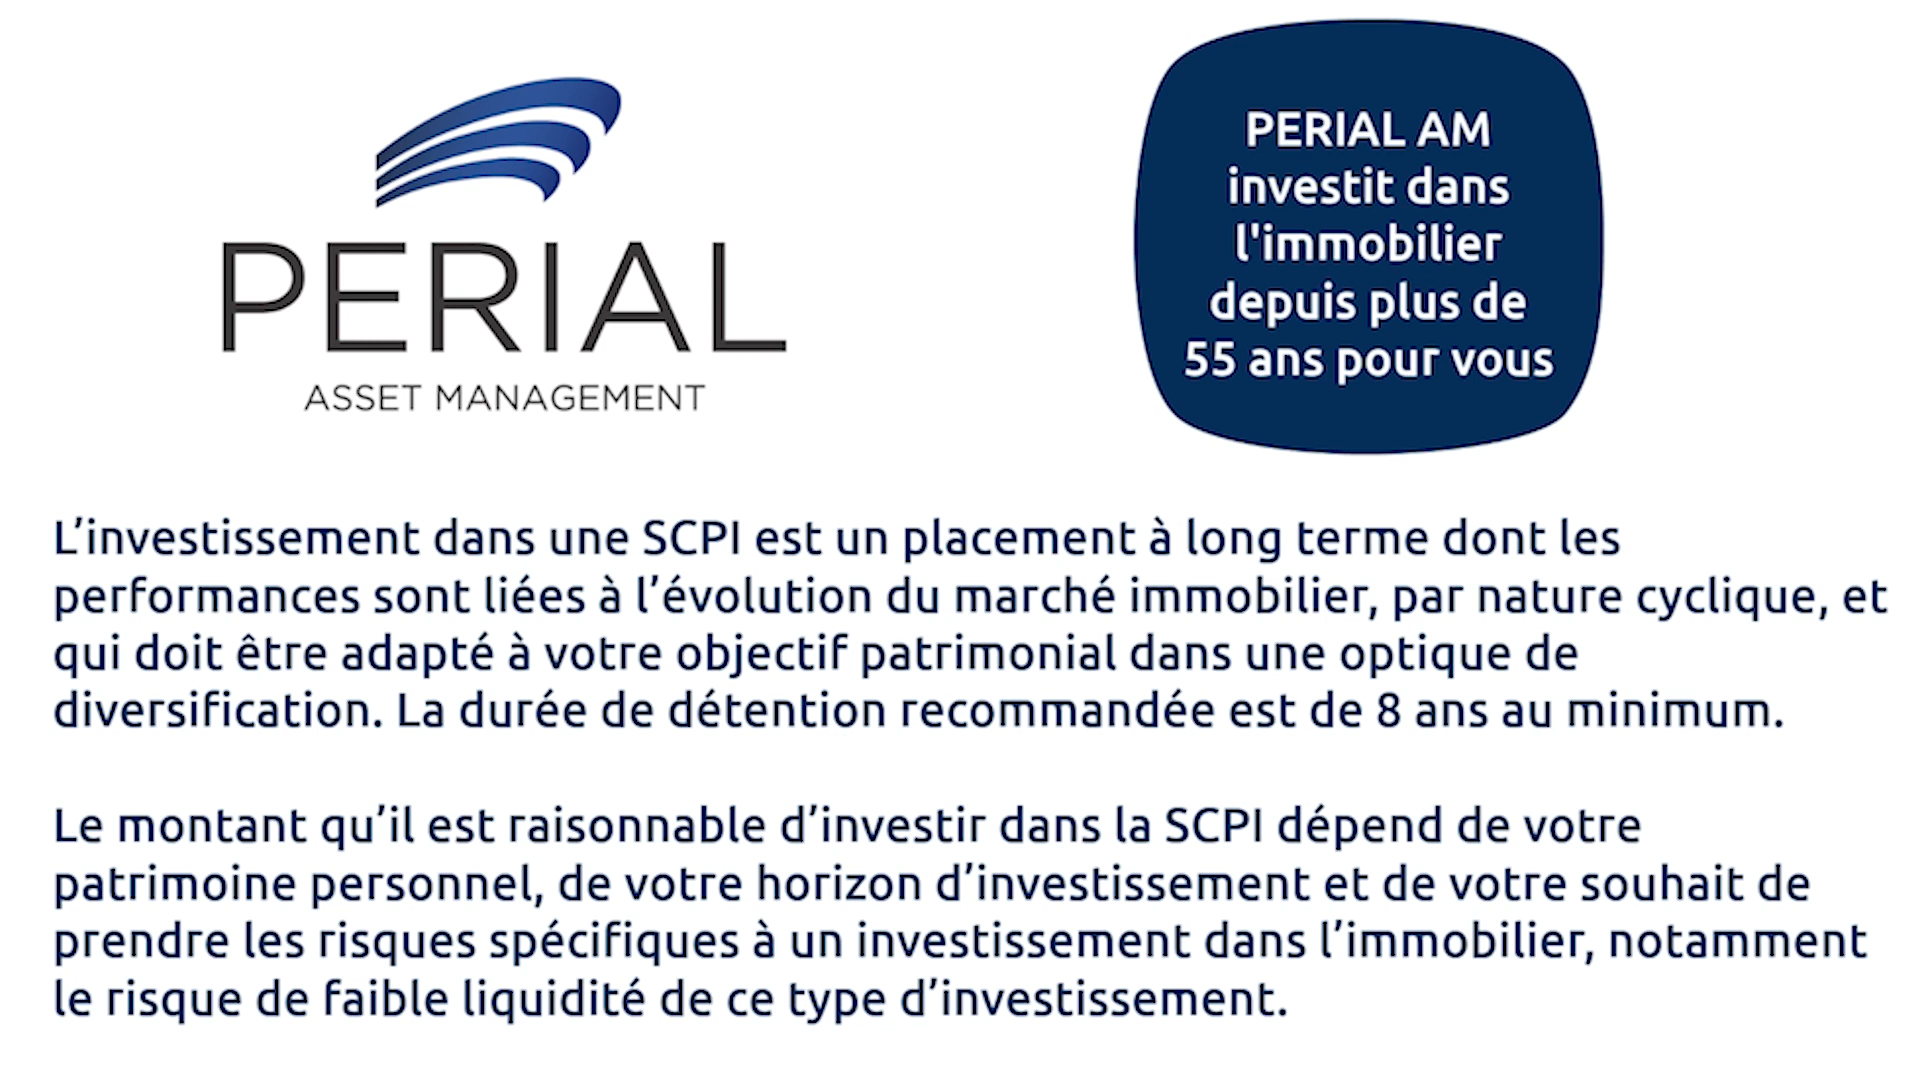 PERIAL
ASSET MANAGEMENT
PERIAL AM
investit dans
l'immobilier
depuis plus de
55 ans pour vous
L’investissement dans une SCPI est un placement à long terme dont les
performances sont liées à l’évolution du marché immobilier, par nature cyclique, et
qui doit être adapté à votre objectif patrimonial dans une optique de
diversification. La durée de détention recommandée est de 8 ans au minimum.
Le montant qu’il est raisonnable d’investir dans la SCPI dépend de votre
patrimoine personnel, de votre horizon d’investissement et de votre souhait de
prendre les risques spécifiques à un investissement dans l’immobilier, notamment
le risque de faible liquidité de ce type d’investissement.